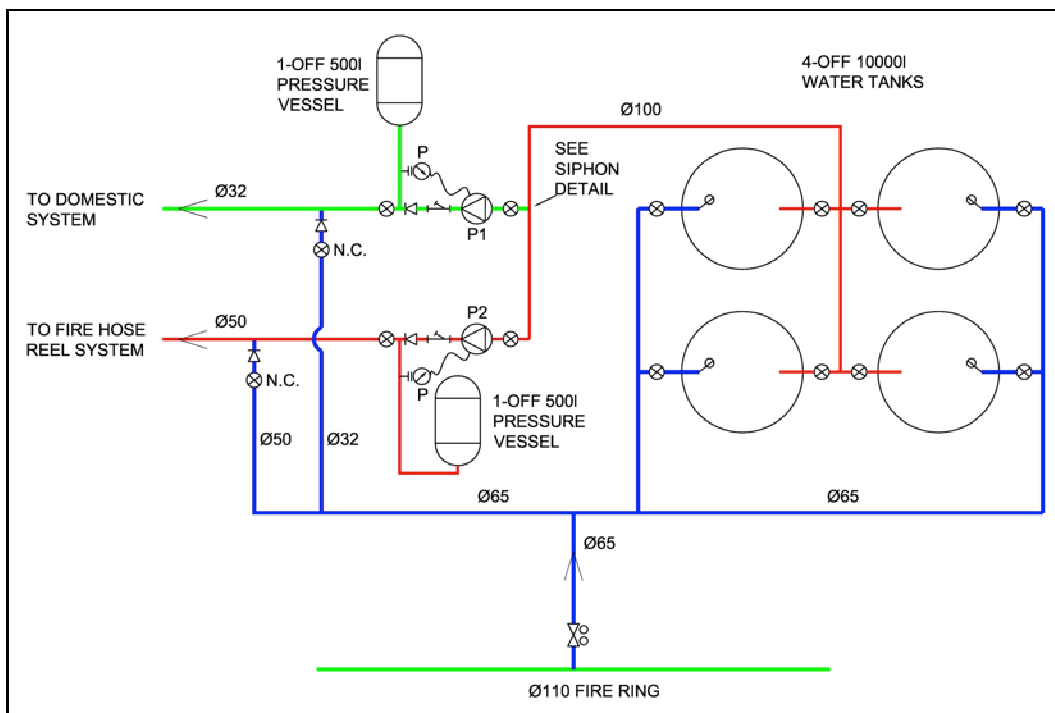 1-OFF 500l
PRESSURE
VESSEL
4-OFF 10000l
WATER TANKS
Ø100
P
SEE
SIPHON
DETAIL
Ø32
TO DOMESTIC
SYSTEM
P1
N.C.
P2
Ø50
TO FIRE HOSE
REEL SYSTEM
N.C.
P
1-OFF 500l
PRESSURE
VESSEL
Ø50
Ø32
Ø65
Ø65
Ø65
Ø110 FIRE RING